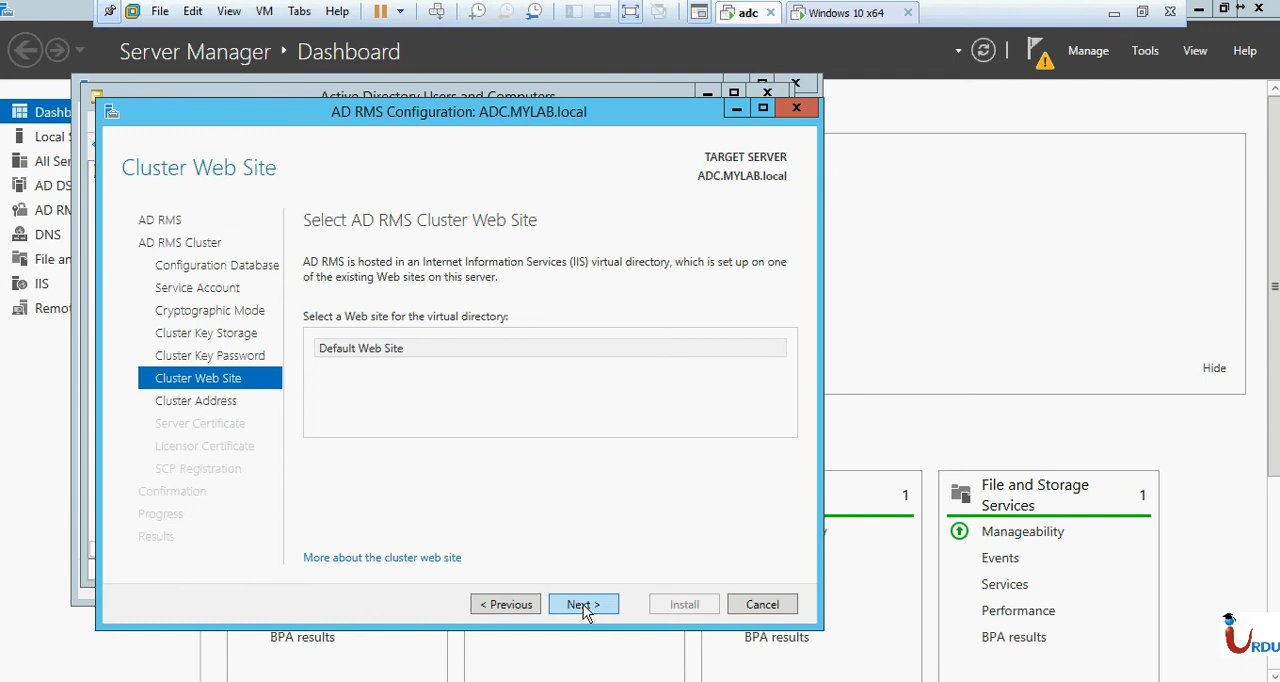 File Edit View VM Tabs Help
adc
Windows 10 x64
Server Manager
Dashboard
Manage Tools View Help
Active Directory Users and Computers
AD RMS Configuration: ADC.MYLAB.local
Dashb
Local
All Ser
AD DS
AD RM
DNS
File an
IIS
Remot
Cluster Web Site
TARGET SERVER
ADC.MYLAB.local
AD RMS
AD RMS Cluster
Configuration Database
Service Account
Cryptographic Mode
Cluster Key Storage
Cluster Key Password
Cluster Web Site
Cluster Address
Server Certificate
Licensor Certificate
SCP Registration
Confirmation
Progress
Results
Select AD RMS Cluster Web Site
AD RMS is hosted in an Internet Information Services (IIS) virtual directory, which is set up on one
of the existing Web sites on this server.
Select a Web site for the virtual directory:
Default Web Site
More about the cluster web site
< Previous Next > Install Cancel
Hide
1
File and Storage
Services
1
Manageability
Events
Services
Performance
BPA results
BPA results
BPA results
URDU